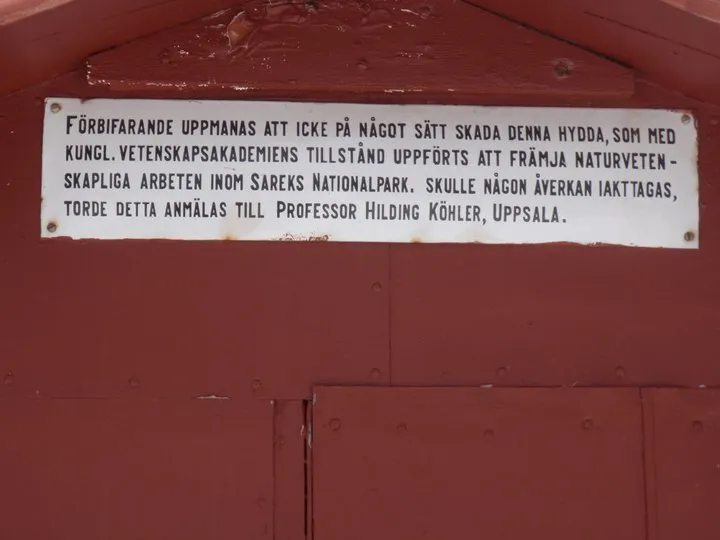 FÖRBIFARANDE UPPMANAS ATT ICKE PÅ NÅGOT SÄTT SKADA DENNA HYDDA, SOM MED
KUNGL. VETENSKAPSAKADEMIENS TILLSTÅND UPPFÖRTS ATT FRÄMJA NATURVETEN-
SKAPLIGA ARBETEN INOM SAREKS NATIONALPARK. SKULLE NÅGON ÅVERKAN IAKTTAGAS,
TORDE DETTA ANMÄLAS TILL PROFESSOR HILDING KÖHLER, UPPSALA.